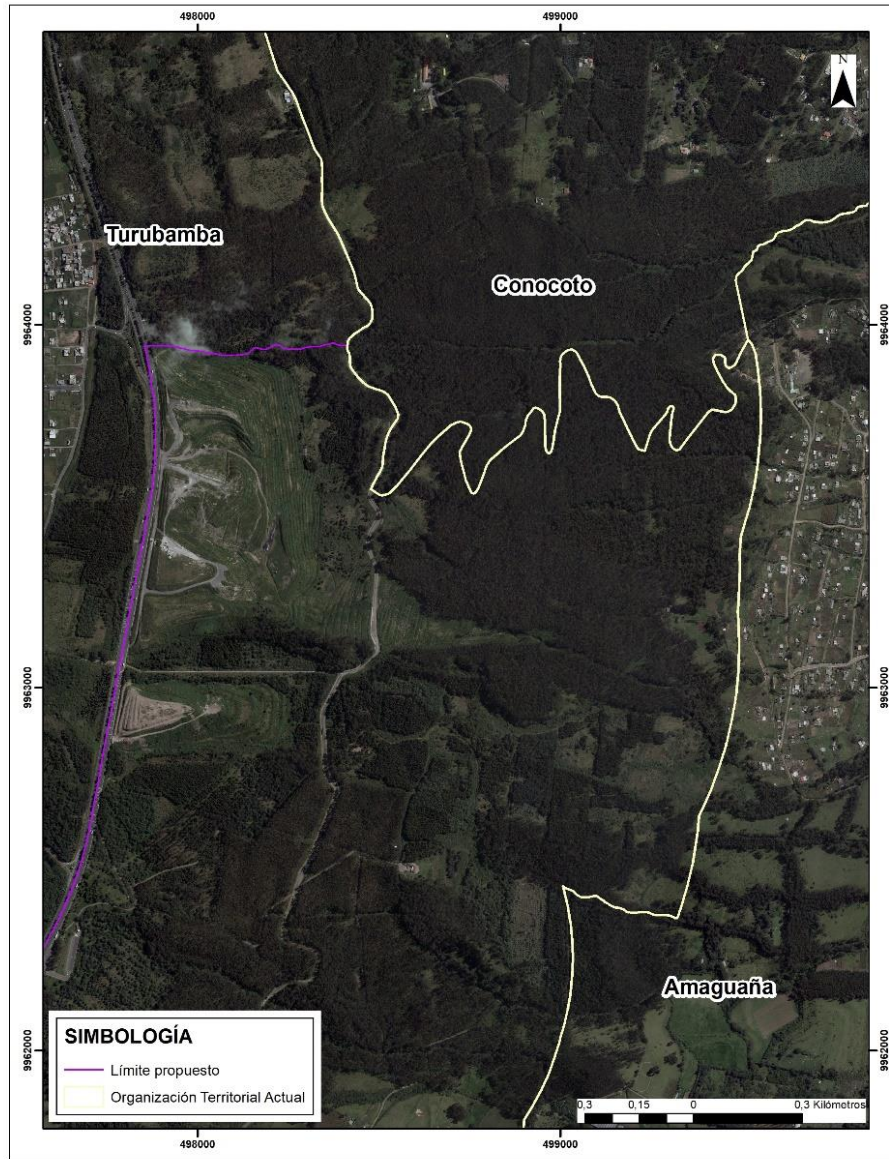 498000
499000
N
Turubamba
Conocoto
9964000
9964000
9963000
9963000
Amaguaña
SIMBOLOGÍA
Límite propuesto
Organización Territorial Actual
9962000
9962000
0,3
0,15
0
0,3 Kilómetros
498000
499000